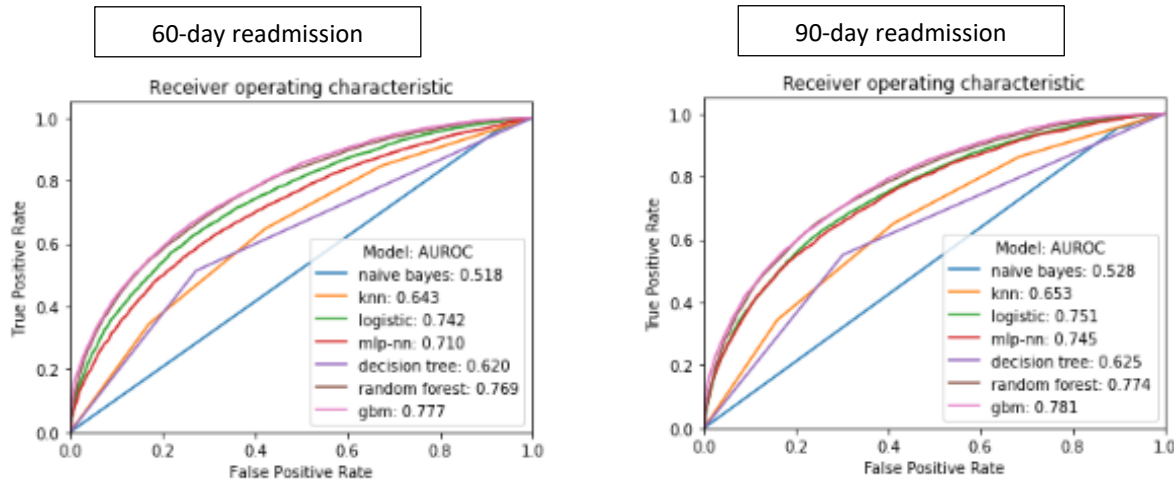 60-day readmission
Receiver operating characteristic
True Positive Rate
1.0
0.8
0.6
0.4
0.2
0.0
Model: AUROC
naive bayes: 0.518
knn: 0.643
logistic: 0.742
mlp-nn: 0.710
decision tree: 0.620
random forest: 0.769
gbm: 0.777
0.0 0.2 0.4 0.6 0.8 1.0
False Positive Rate
90-day readmission
Receiver operating characteristic
True Positive Rate
1.0
0.8
0.6
0.4
0.2
0.0
Model: AUROC
naive bayes: 0.528
knn: 0.653
logistic: 0.751
mlp-nn: 0.745
decision tree: 0.625
random forest: 0.774
gbm: 0.781
0.0 0.2 0.4 0.6 0.8 1.0
False Positive Rate